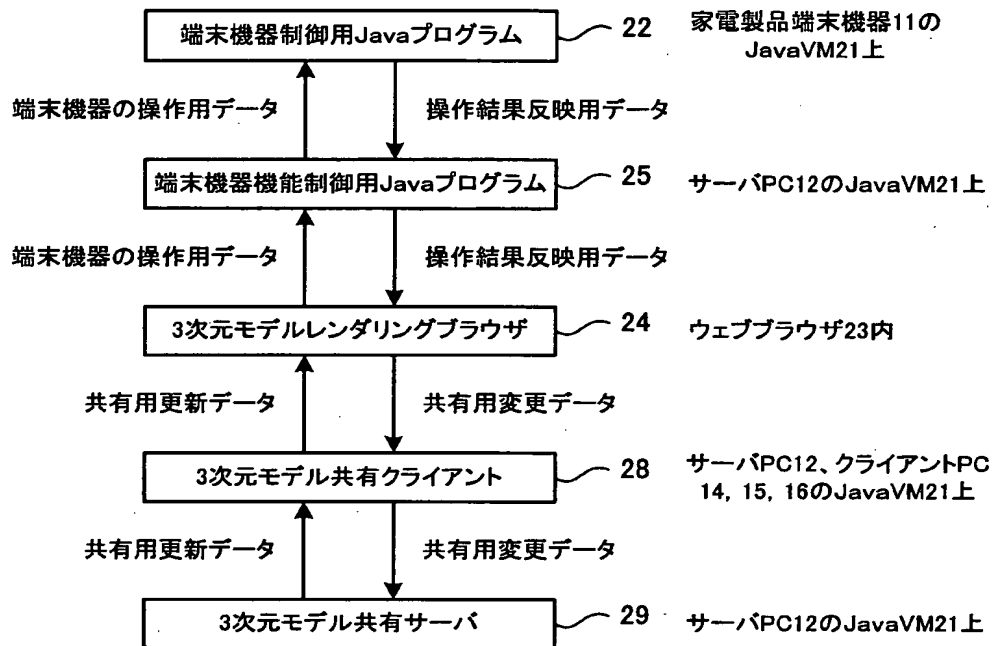 端末機器制御用Javaプログラム
22
家電製品端末機器11の
JavaVM21上
端末機器の操作用データ
操作結果反映用データ
端末機器機能制御用Javaプログラム
25
サーバPC12のJavaVM21上
端末機器の操作用データ
操作結果反映用データ
3次元モデルレンダリングブラウザ
24
ウェブブラウザ23内
共有用更新データ
共有用変更データ
3次元モデル共有クライアント
28
サーバPC12、クライアントPC
14, 15, 16のJavaVM21上
共有用更新データ
共有用変更データ
3次元モデル共有サーバ
29
サーバPC12のJavaVM21上